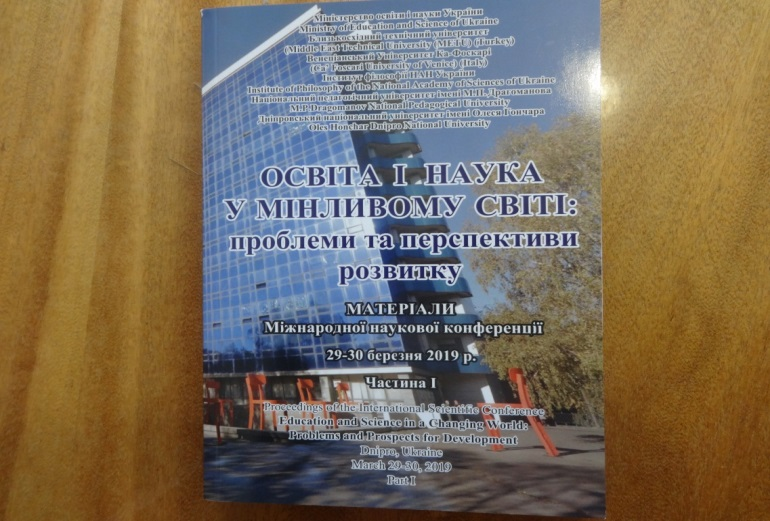 Міністерство освіти і науки України
Ministry of Education and Science of Ukraine
Близькосхідний технічний університет
(Middle East Technical University (METU) (Turkey)
Венеціанський Університет Ка-Фоскарі
(Ca' Foscari University of Venice) (Italy)
Інститут філософії НАН України
Institute of Philosophy of the National Academy of Sciences of Ukraine
Національний педагогічний університет імені М.П. Драгоманова
M.P. Dragomanov National Pedagogical University
Дніпровський національний університет імені Олеся Гончара
Oles Honchar Dnipro National University
ОСВІТА І НАУКА
У МІНЛИВОМУ СВІТІ:
проблеми та перспективи
розвитку
МАТЕРІАЛИ
Міжнародної наукової конференції
29-30 березня 2019 р.
Частина І
Proceedings of the International Scientific Conference
Education and Science in a Changing World:
Problems and Prospects for Development
Dnipro, Ukraine
March 29-30, 2019
Part I